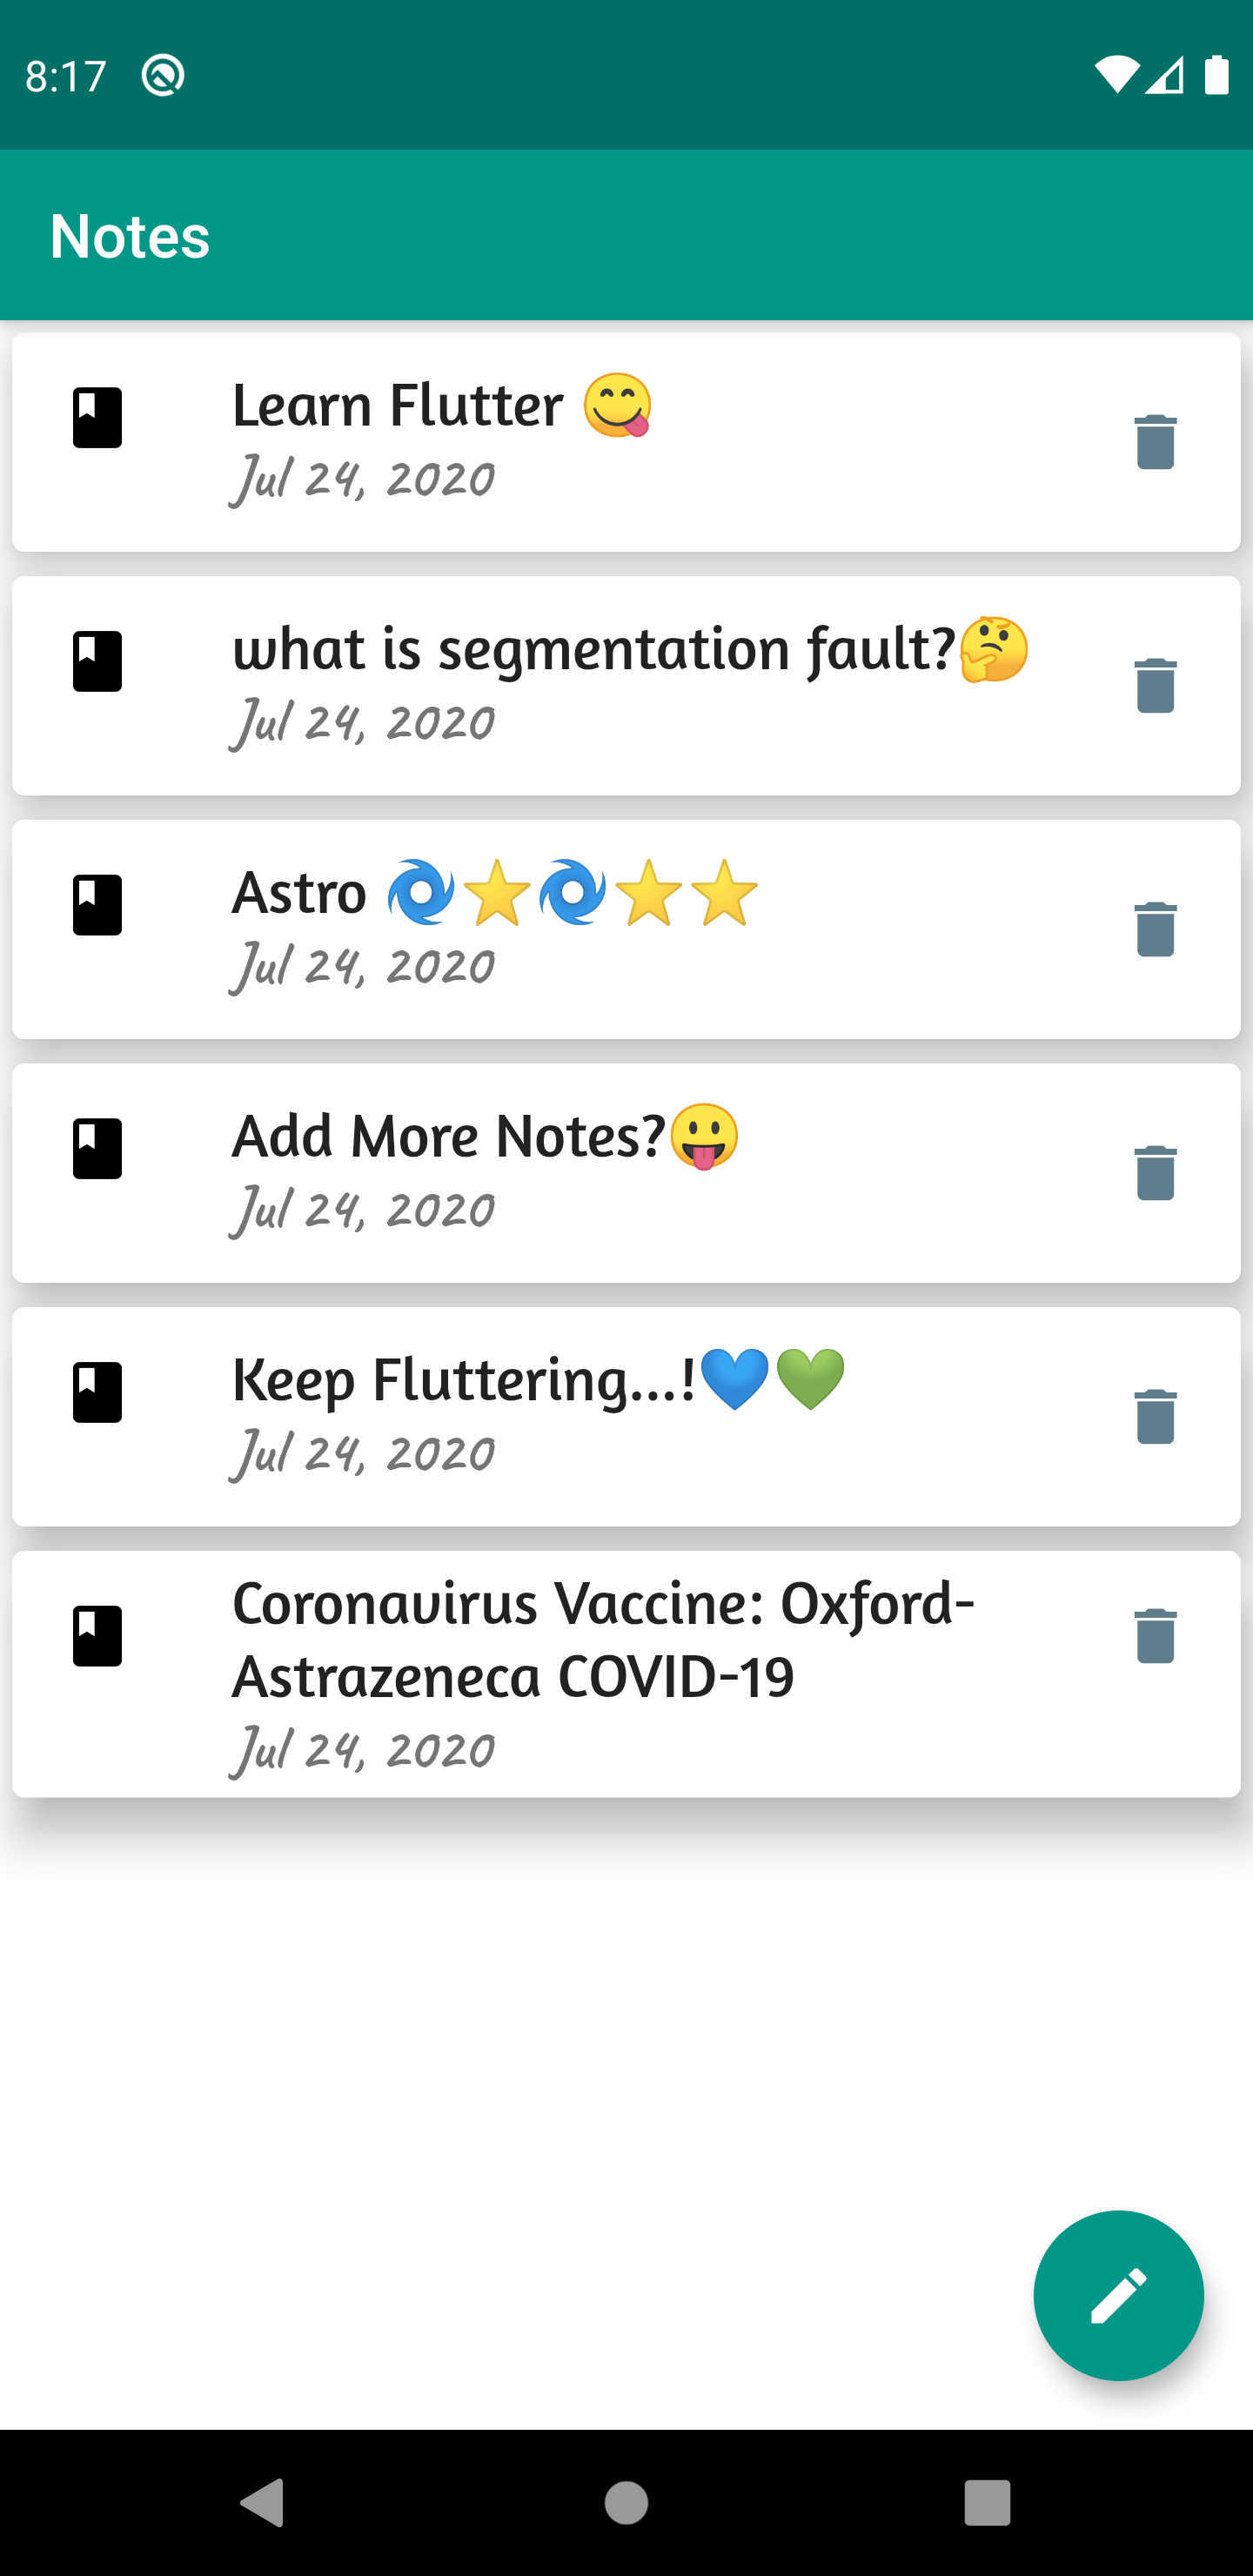 8:17
Notes
Learn Flutter 😋
Jul 24, 2020
what is segmentation fault?🤔
Jul 24, 2020
Astro 🌀⭐🌀⭐⭐
Jul 24, 2020
Add More Notes?😛
Jul 24, 2020
Keep Fluttering...!💙💚
Jul 24, 2020
Coronavirus Vaccine: Oxford-
Astrazeneca COVID-19
Jul 24, 2020